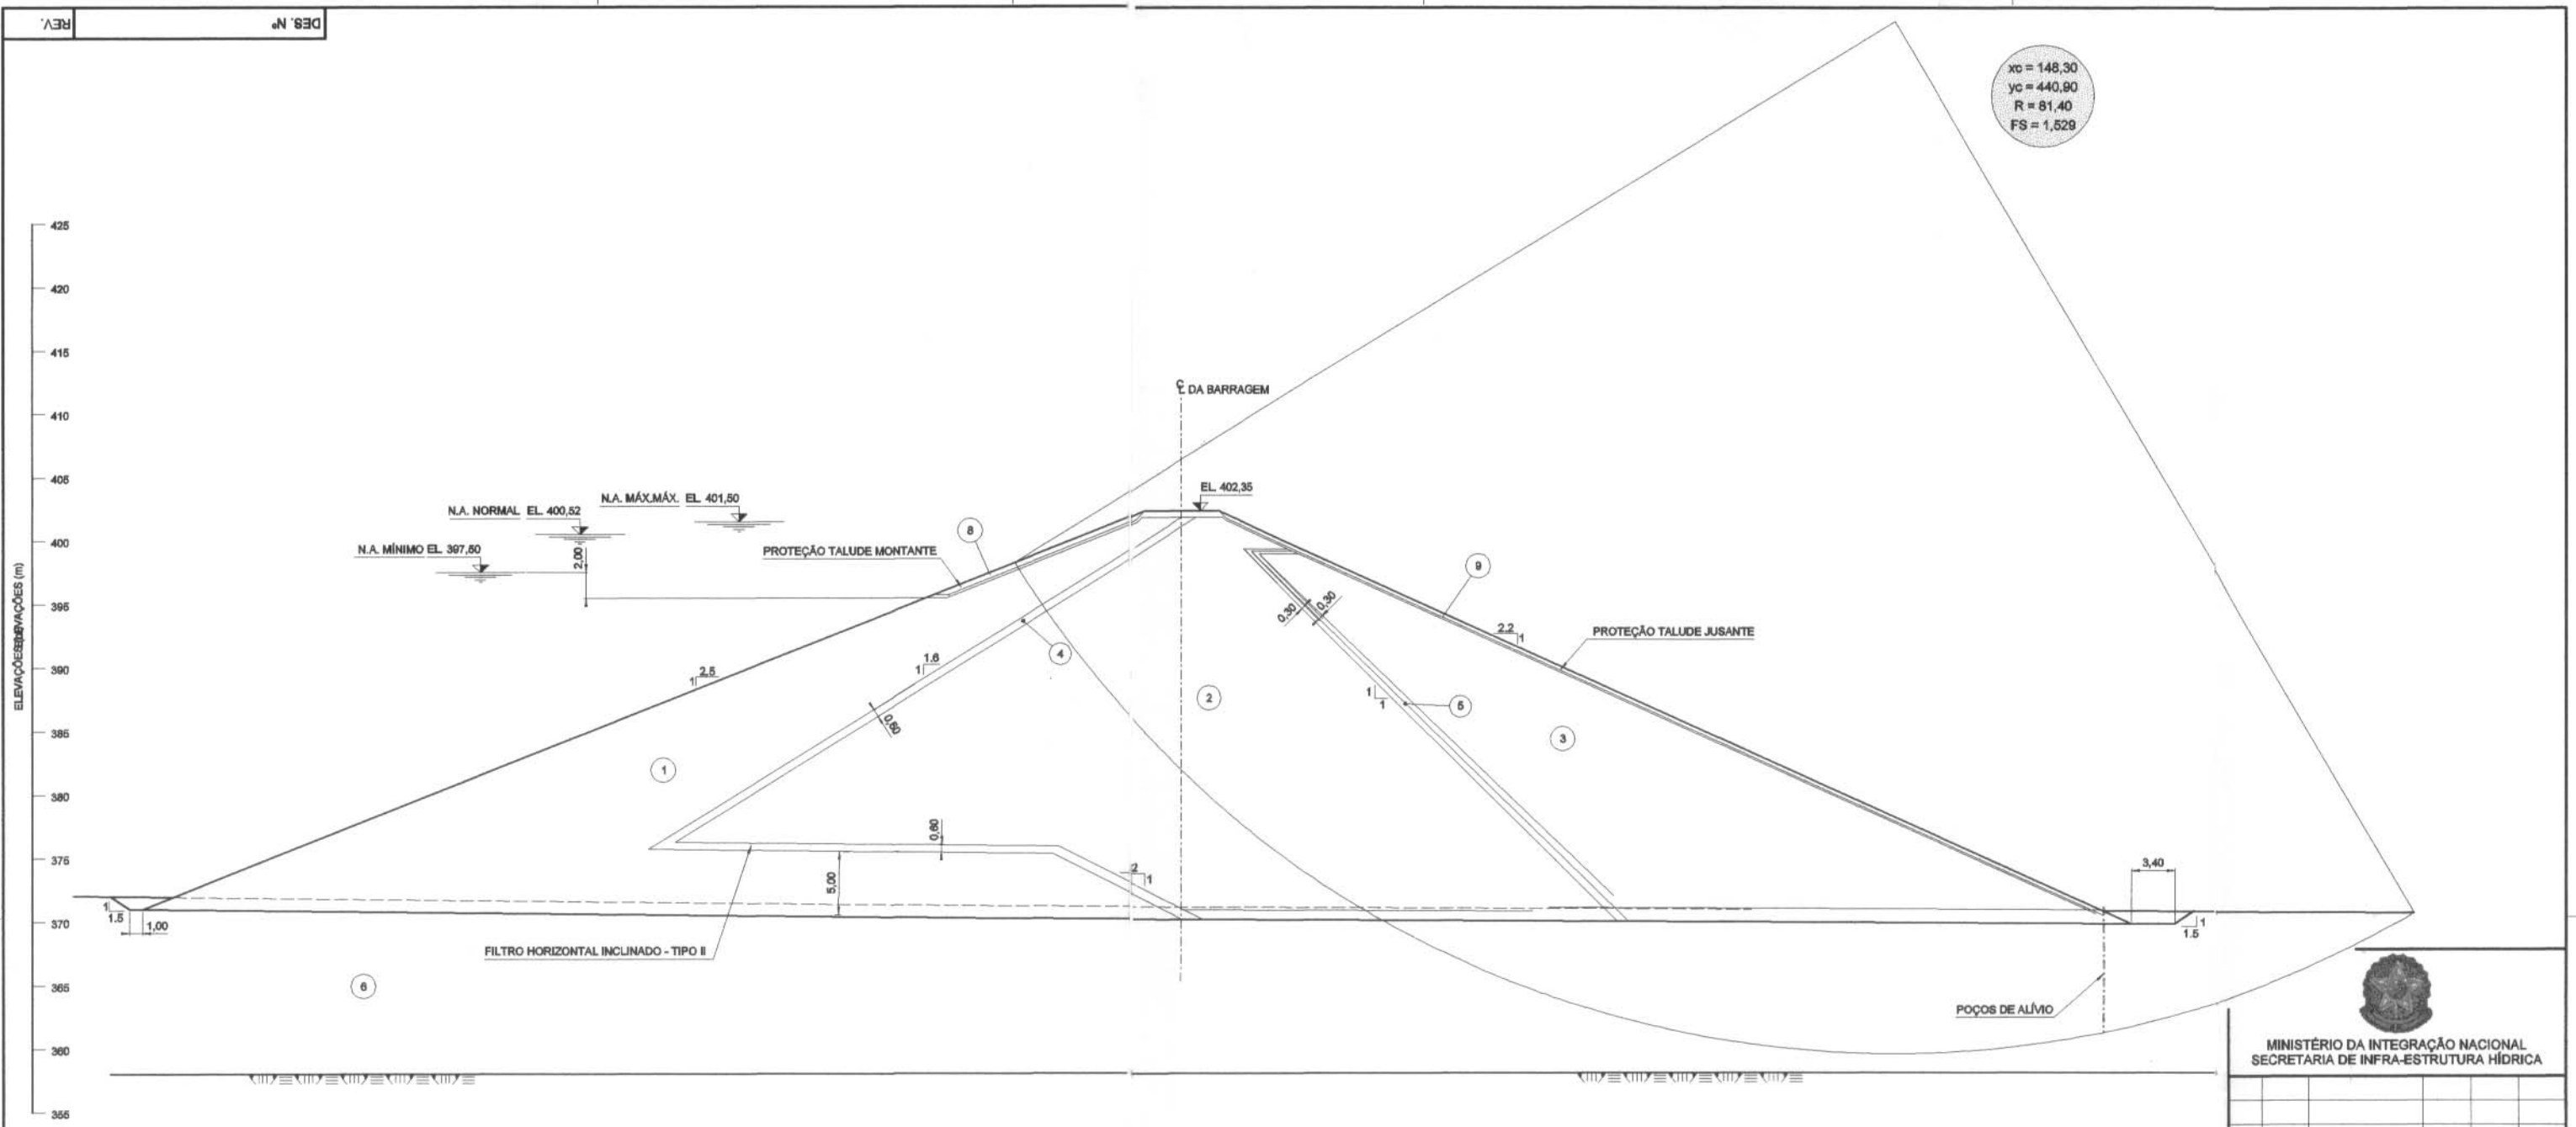 DES. Nº
REV.
xc = 148,30
yc = 440,90
R = 81,40
FS = 1,529
425
420
415
410
405
400
395
390
385
380
375
370
365
360
355
ELEVAÇÕES (m)
℄ DA BARRAGEM
EL. 402,35
N.A. MÁX.MÁX. EL. 401,50
N.A. NORMAL EL. 400,52
N.A. MÍNIMO EL. 397,50
2,00
PROTEÇÃO TALUDE MONTANTE
8
9
0,30
0,30
2.2
1
PROTEÇÃO TALUDE JUSANTE
4
1.6
1
2.5
1
2
1
1
5
3
0,60
1
0,60
5,00
2
1
3,40
1
1.5
1,00
1
1.5
FILTRO HORIZONTAL INCLINADO - TIPO II
6
POÇOS DE ALÍVIO
MINISTÉRIO DA INTEGRAÇÃO NACIONAL
SECRETARIA DE INFRA-ESTRUTURA HÍDRICA